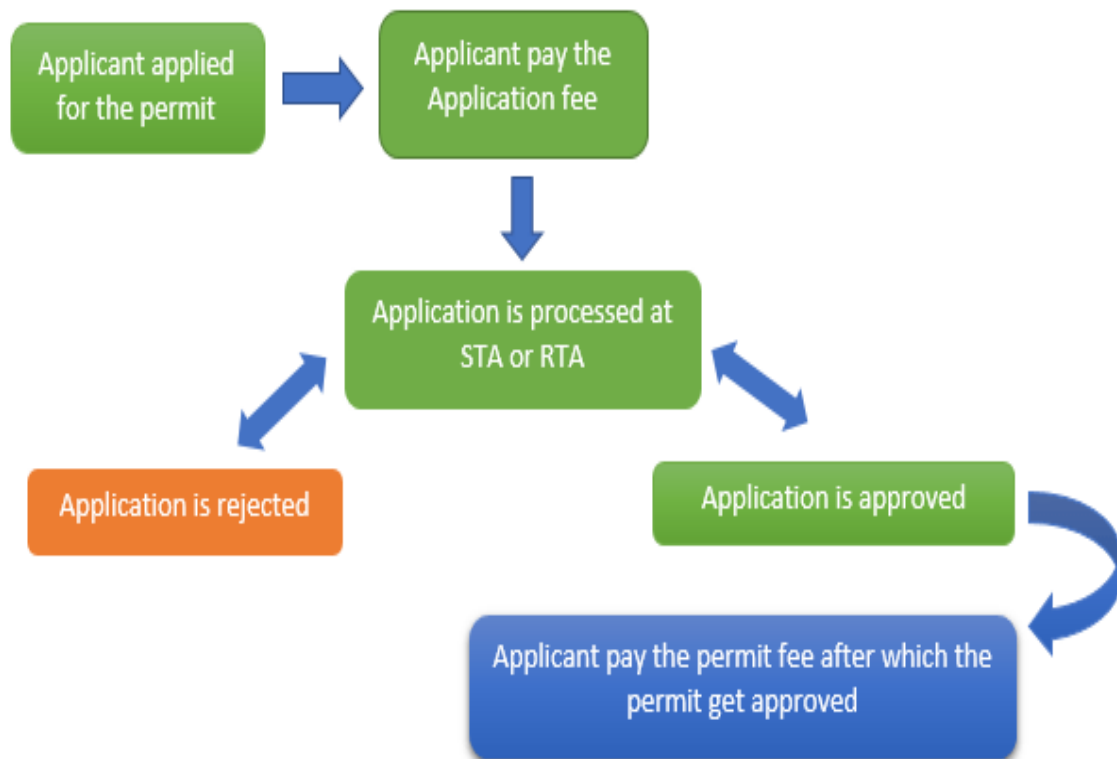 Applicant applied
for the permit
Applicant pay the
Application fee
Application is processed at
STA or RTA
Application is rejected
Application is approved
Applicant pay the permit fee after which the
permit get approved